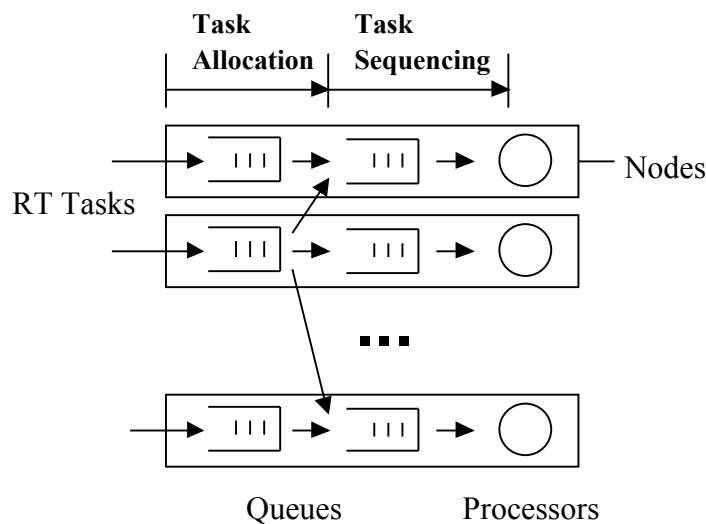 Task
Allocation
Task
Sequencing
Nodes
RT Tasks
Queues
Processors